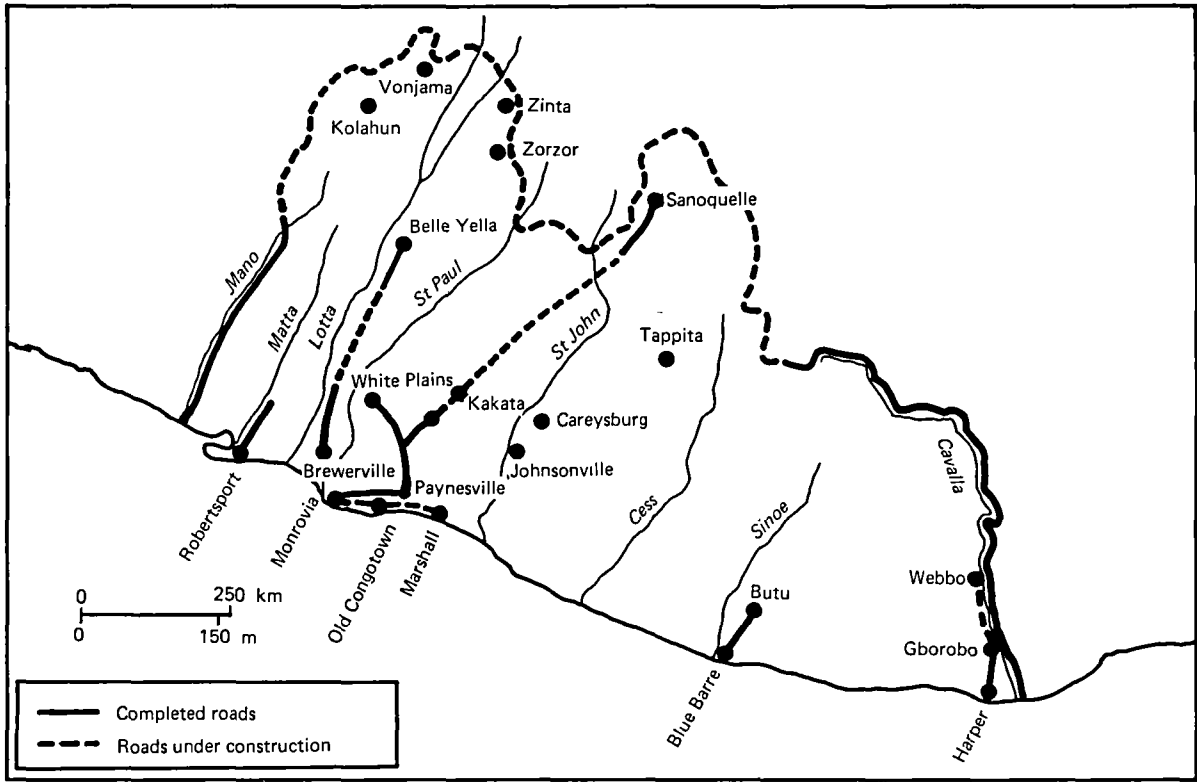 Vonjama
Kolahun
Zinta
Zorzor
Sanoquelle
Belle Yella
Mano
Matta
Lotta
St Paul
St John
Tappita
White Plains
Kakata
Careysburg
Johnsonville
Brewerville
Paynesville
Robertsport
Monrovia
Old Congotown
Marshall
Cess
Sinoe
Cavalla
Webbo
Butu
Gborobo
Blue Barre
Harper
0 250 km
0 150 m
Completed roads
Roads under construction